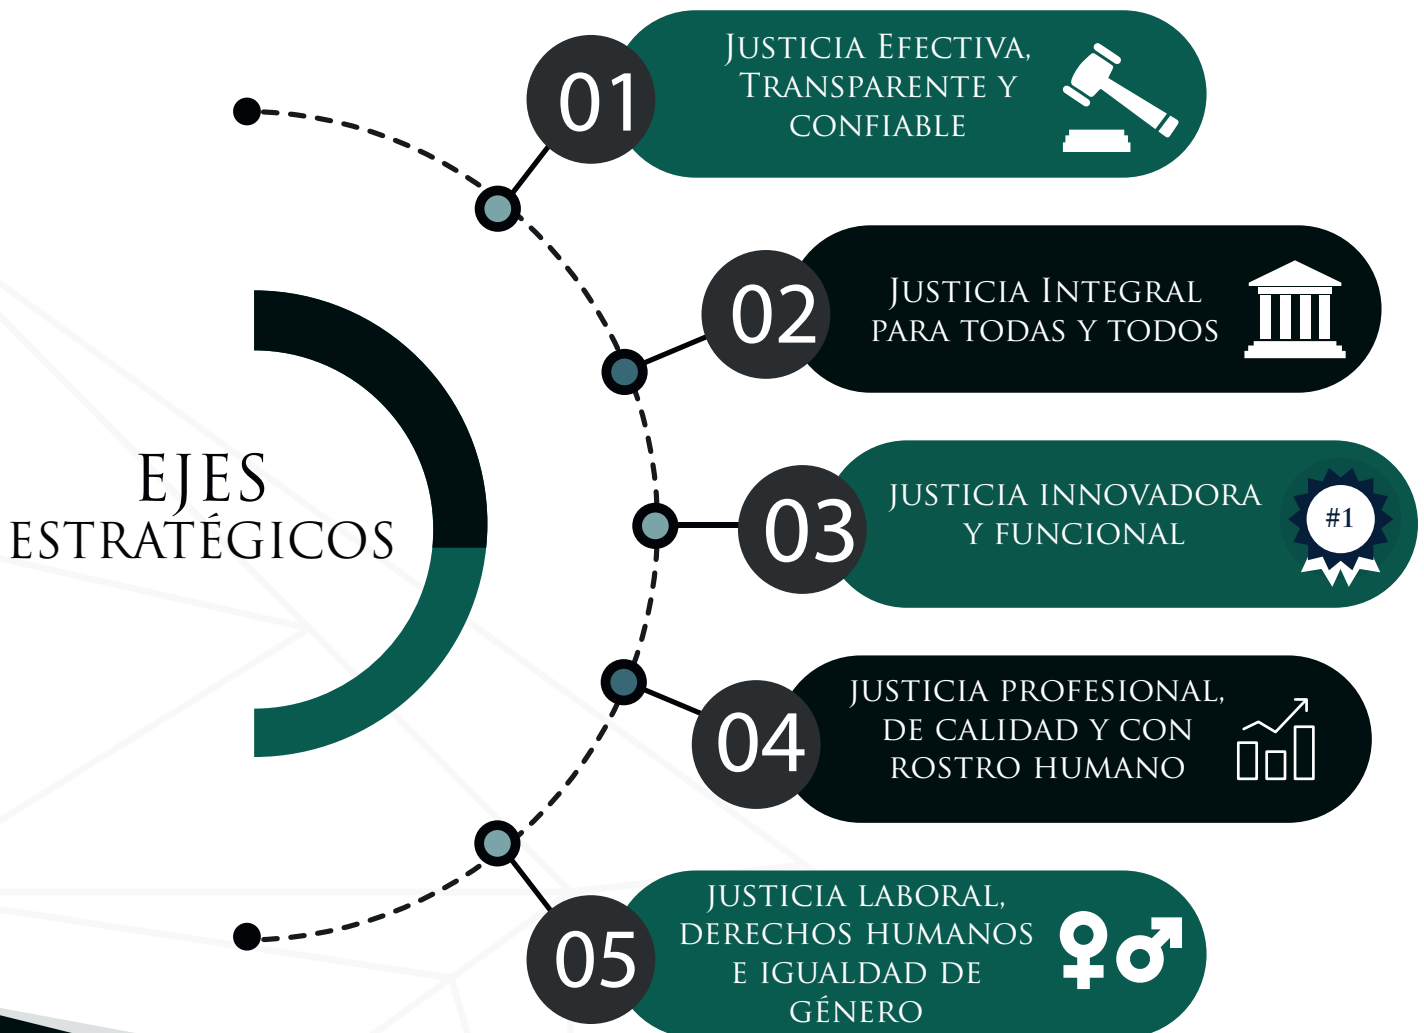 01
Justicia Efectiva,
Transparente y
confiable
02
Justicia Integral
para todas y todos
EJES
ESTRATÉGICOS
03
justicia innovadora
y funcional
#1
04
justicia profesional,
de calidad y con
rostro humano
05
justicia laboral,
derechos humanos
e igualdad de
género